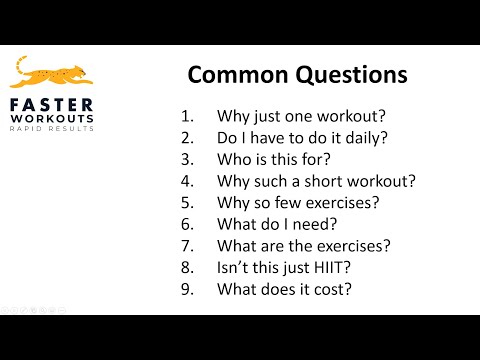 FASTER
WORKOUTS
RAPID RESULTS
Common Questions
1. Why just one workout?
2. Do I have to do it daily?
3. Who is this for?
4. Why such a short workout?
5. Why so few exercises?
6. What do I need?
7. What are the exercises?
8. Isn’t this just HIIT?
9. What does it cost?